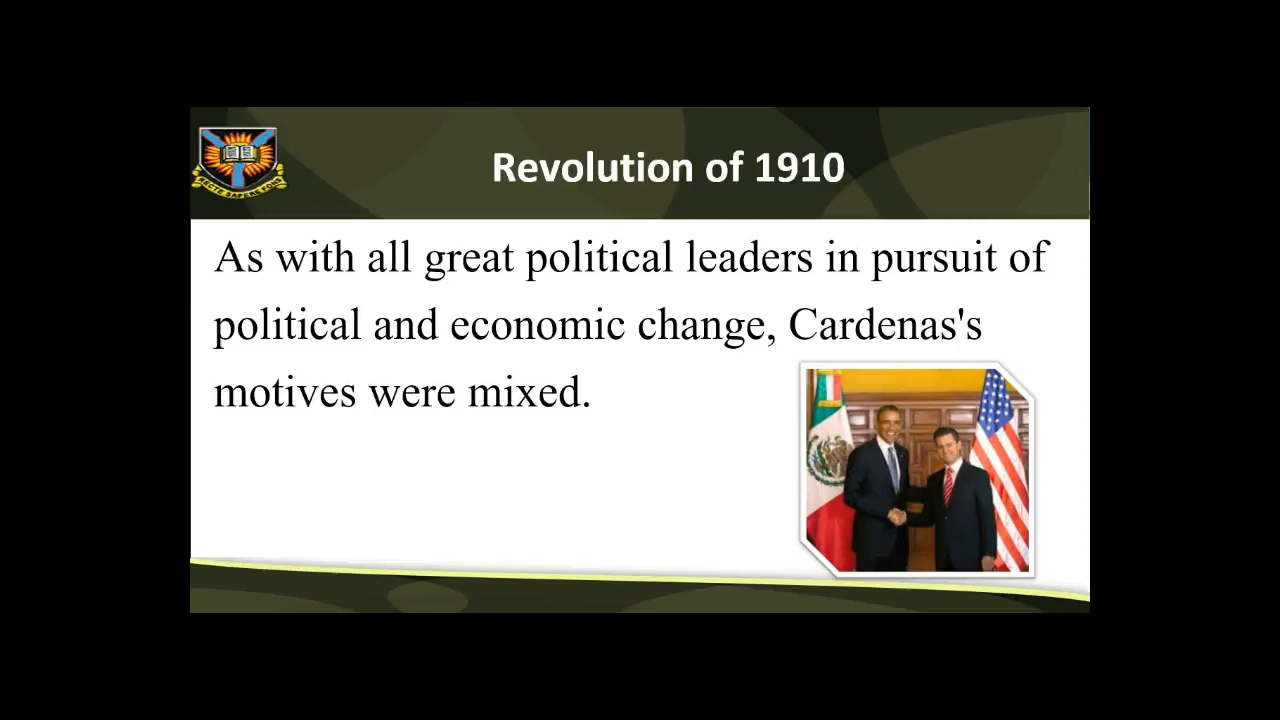 Revolution of 1910
As with all great political leaders in pursuit of
political and economic change, Cardenas's
motives were mixed.